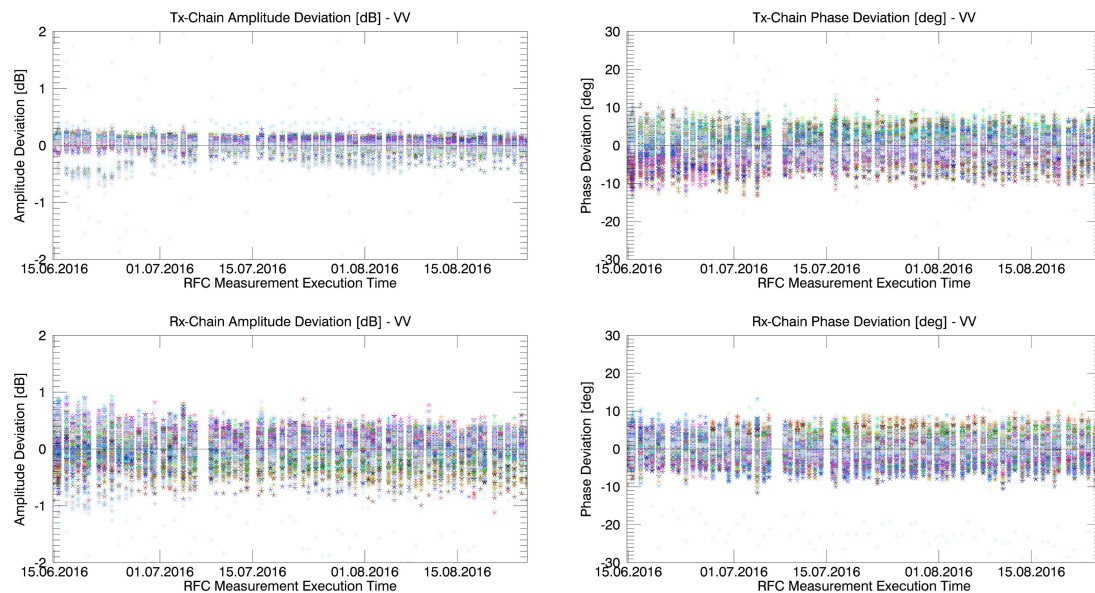 Tx-Chain Amplitude Deviation [dB] - VV
2
1
0
-1
-2
Amplitude Deviation [dB]
15.06.2016 01.07.2016 15.07.2016 01.08.2016 15.08.2016
RFC Measurement Execution Time
Tx-Chain Phase Deviation [deg] - VV
30
20
10
0
-10
-20
-30
Phase Deviation [deg]
15.06.2016 01.07.2016 15.07.2016 01.08.2016 15.08.2016
RFC Measurement Execution Time
Rx-Chain Amplitude Deviation [dB] - VV
2
1
0
-1
-2
Amplitude Deviation [dB]
15.06.2016 01.07.2016 15.07.2016 01.08.2016 15.08.2016
RFC Measurement Execution Time
Rx-Chain Phase Deviation [deg] - VV
30
20
10
0
-10
-20
-30
Phase Deviation [deg]
15.06.2016 01.07.2016 15.07.2016 01.08.2016 15.08.2016
RFC Measurement Execution Time